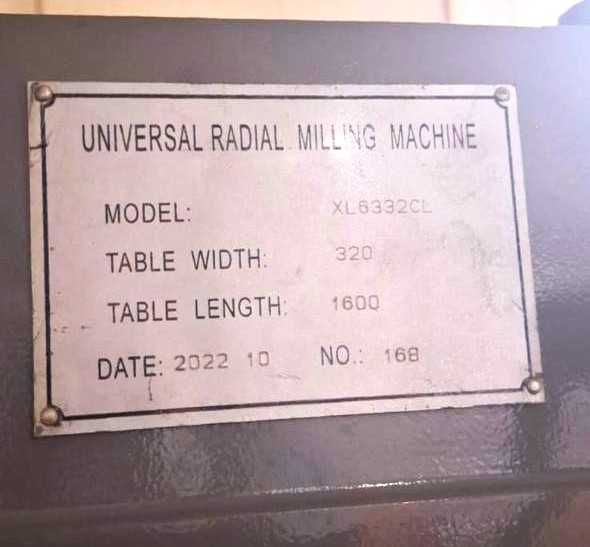 UNIVERSAL RADIAL MILLING MACHINE
MODEL: XL6332CL
TABLE WIDTH: 320
TABLE LENGTH: 1600
DATE: 2022 10 NO.: 168